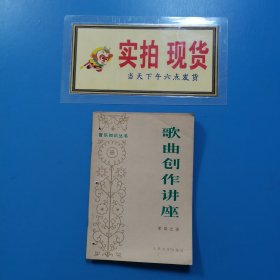 实拍 现货
当天下午六点发货
音乐知识丛书
歌曲创作讲座